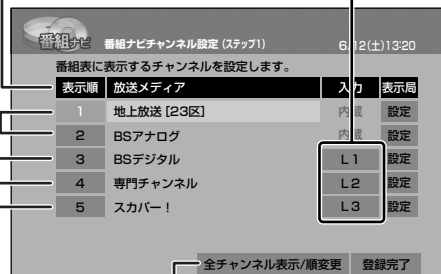 番組ナビ 番組ナビチャンネル設定 (ステップ1) 6/12(土)13:20
番組表に表示するチャンネルを設定します。
表示順 放送メディア 入力 表示局
1 地上放送 [23区] 内蔵 設定
2 BSアナログ 内蔵 設定
3 BSデジタル L1 設定
4 専門チャンネル L2 設定
5 スカパー! L3 設定
全チャンネル表示/順変更 登録完了